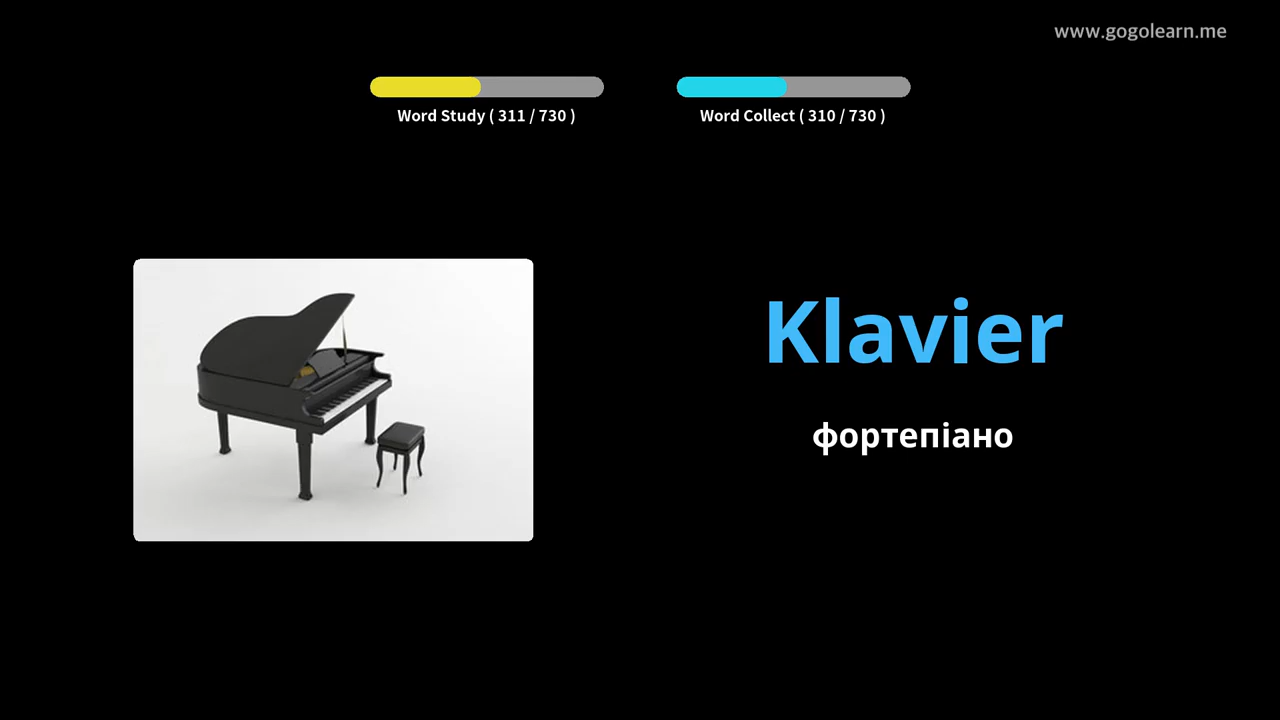 www.gogolearn.me
Word Study ( 311 / 730 )
Word Collect ( 310 / 730 )
Klavier
фортепіано